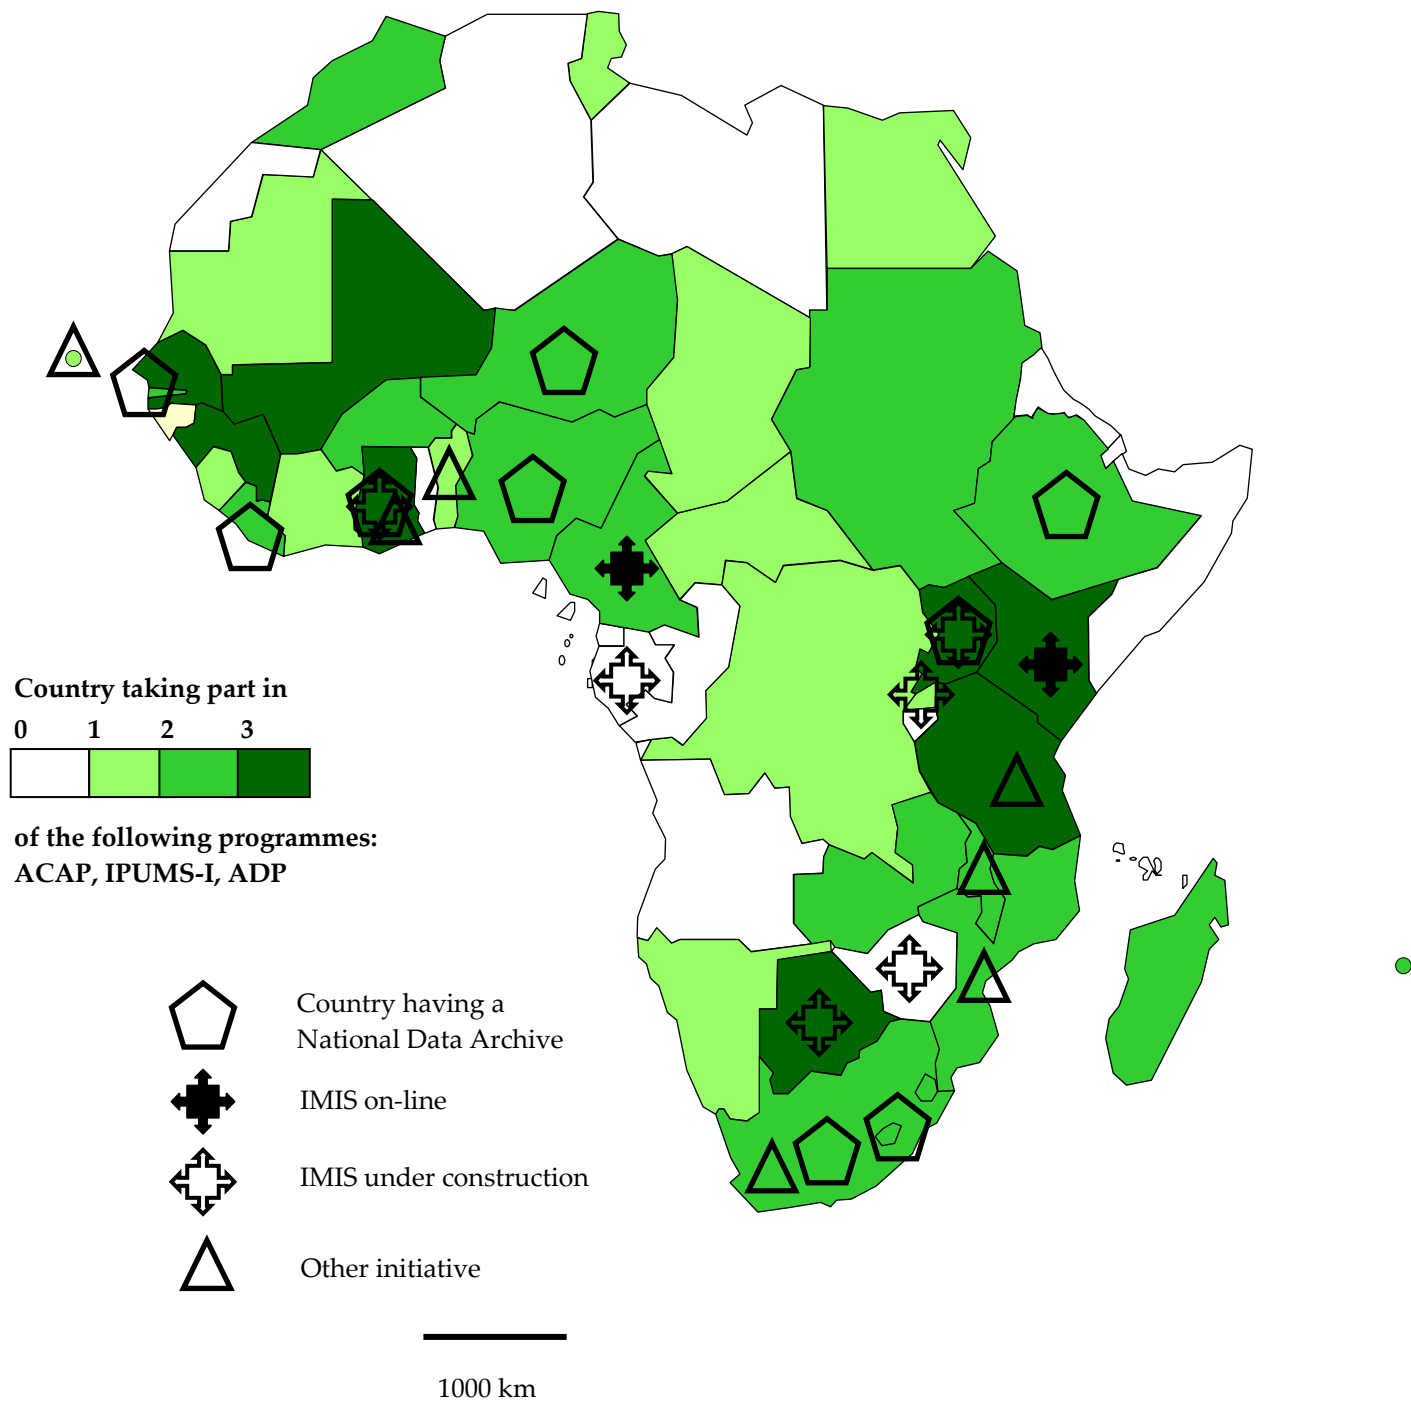 Country taking part in
0 1 2 3
of the following programmes:
ACAP, IPUMS-I, ADP
Country having a
National Data Archive
IMIS on-line
IMIS under construction
Other initiative
1000 km